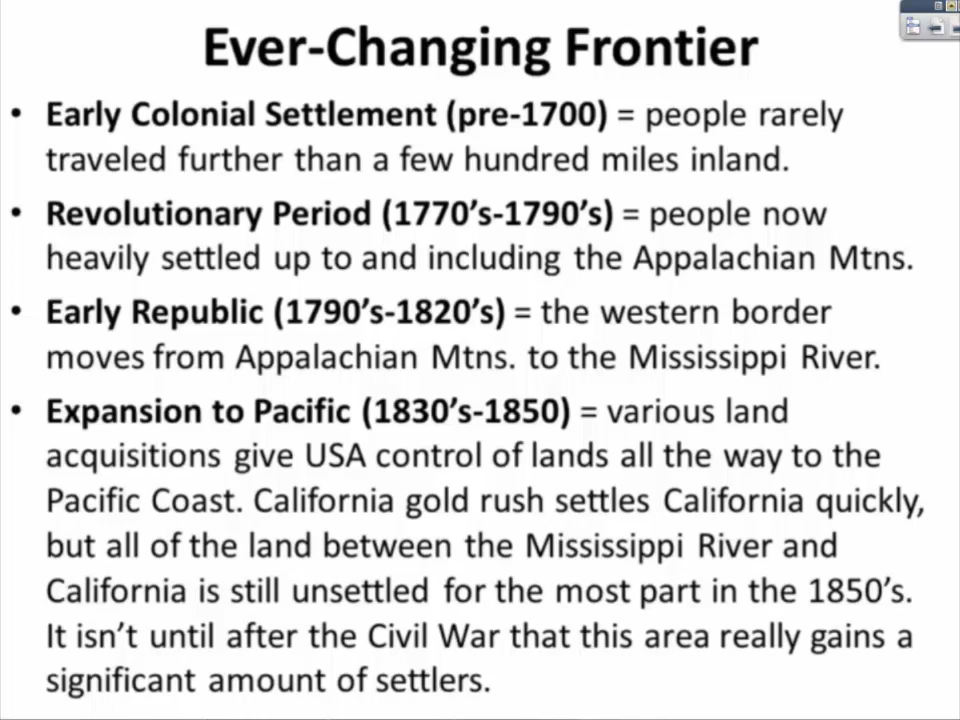 Ever-Changing Frontier
• Early Colonial Settlement (pre-1700) = people rarely
traveled further than a few hundred miles inland.
• Revolutionary Period (1770’s-1790’s) = people now
heavily settled up to and including the Appalachian Mtns.
• Early Republic (1790’s-1820’s) = the western border
moves from Appalachian Mtns. to the Mississippi River.
• Expansion to Pacific (1830’s-1850) = various land
acquisitions give USA control of lands all the way to the
Pacific Coast. California gold rush settles California quickly,
but all of the land between the Mississippi River and
California is still unsettled for the most part in the 1850’s.
It isn’t until after the Civil War that this area really gains a
significant amount of settlers.